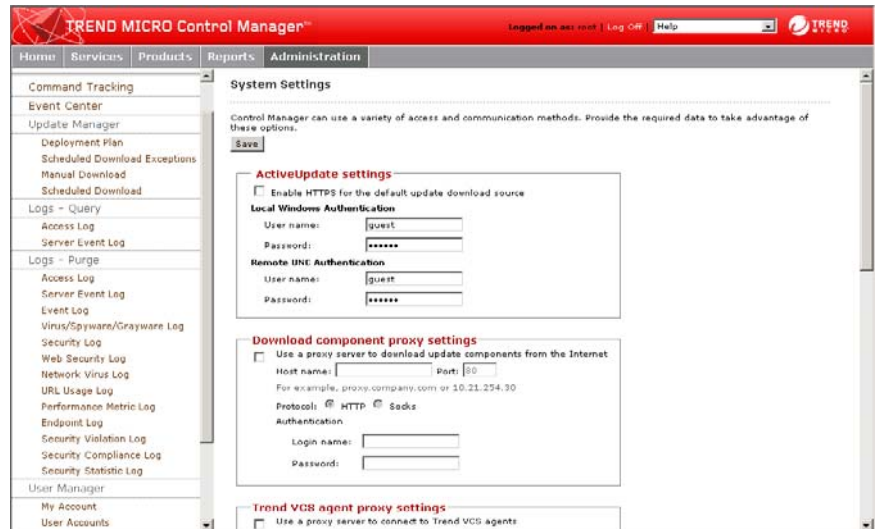 TREND MICRO Control Manager™
Logged on as: root | Log Off | Help
TREND MICRO
Home Services Products Reports Administration
Command Tracking
Event Center
Update Manager
Deployment Plan
Scheduled Download Exceptions
Manual Download
Scheduled Download
Logs - Query
Access Log
Server Event Log
Logs - Purge
Access Log
Server Event Log
Event Log
Virus/Spyware/Grayware Log
Security Log
Web Security Log
Network Virus Log
URL Usage Log
Performance Metric Log
Endpoint Log
Security Violation Log
Security Compliance Log
Security Statistic Log
User Manager
My Account
User Accounts
System Settings
Control Manager can use a variety of access and communication methods. Provide the required data to take advantage of
these options.
Save
ActiveUpdate settings
Enable HTTPS for the default update download source
Local Windows Authentication
User name: guest
Password: ••••••
Remote UNC Authentication
User name: guest
Password: ••••••
Download component proxy settings
Use a proxy server to download update components from the Internet
Host name: Port: 80
For example, proxy.company.com or 10.21.254.30
Protocol: HTTP Socks
Authentication
Login name:
Password:
Trend VCS agent proxy settings
Use a proxy server to connect to Trend VCS agents